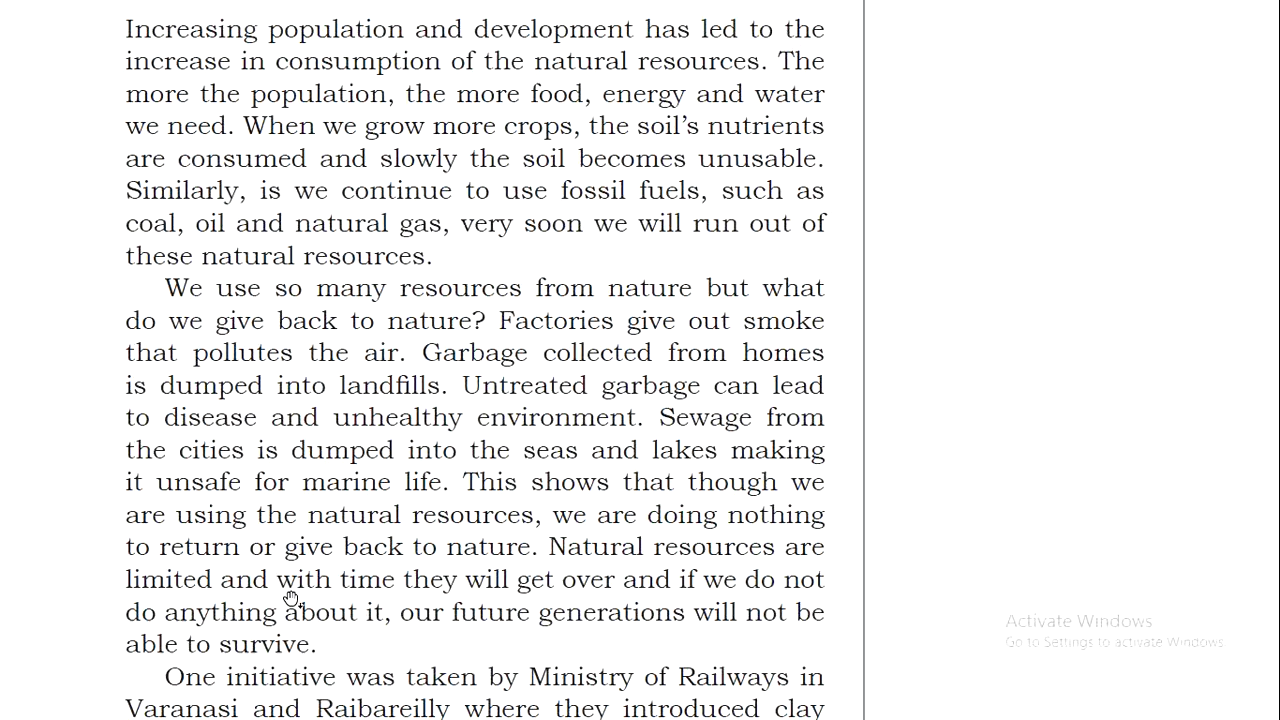 Increasing population and development has led to the
increase in consumption of the natural resources. The
more the population, the more food, energy and water
we need. When we grow more crops, the soil’s nutrients
are consumed and slowly the soil becomes unusable.
Similarly, is we continue to use fossil fuels, such as
coal, oil and natural gas, very soon we will run out of
these natural resources.
We use so many resources from nature but what
do we give back to nature? Factories give out smoke
that pollutes the air. Garbage collected from homes
is dumped into landfills. Untreated garbage can lead
to disease and unhealthy environment. Sewage from
the cities is dumped into the seas and lakes making
it unsafe for marine life. This shows that though we
are using the natural resources, we are doing nothing
to return or give back to nature. Natural resources are
limited and with time they will get over and if we do not
do anything about it, our future generations will not be
able to survive.
One initiative was taken by Ministry of Railways in
Varanasi and Raibareilly where they introduced clay
Activate Windows
Go to Settings to activate Windows